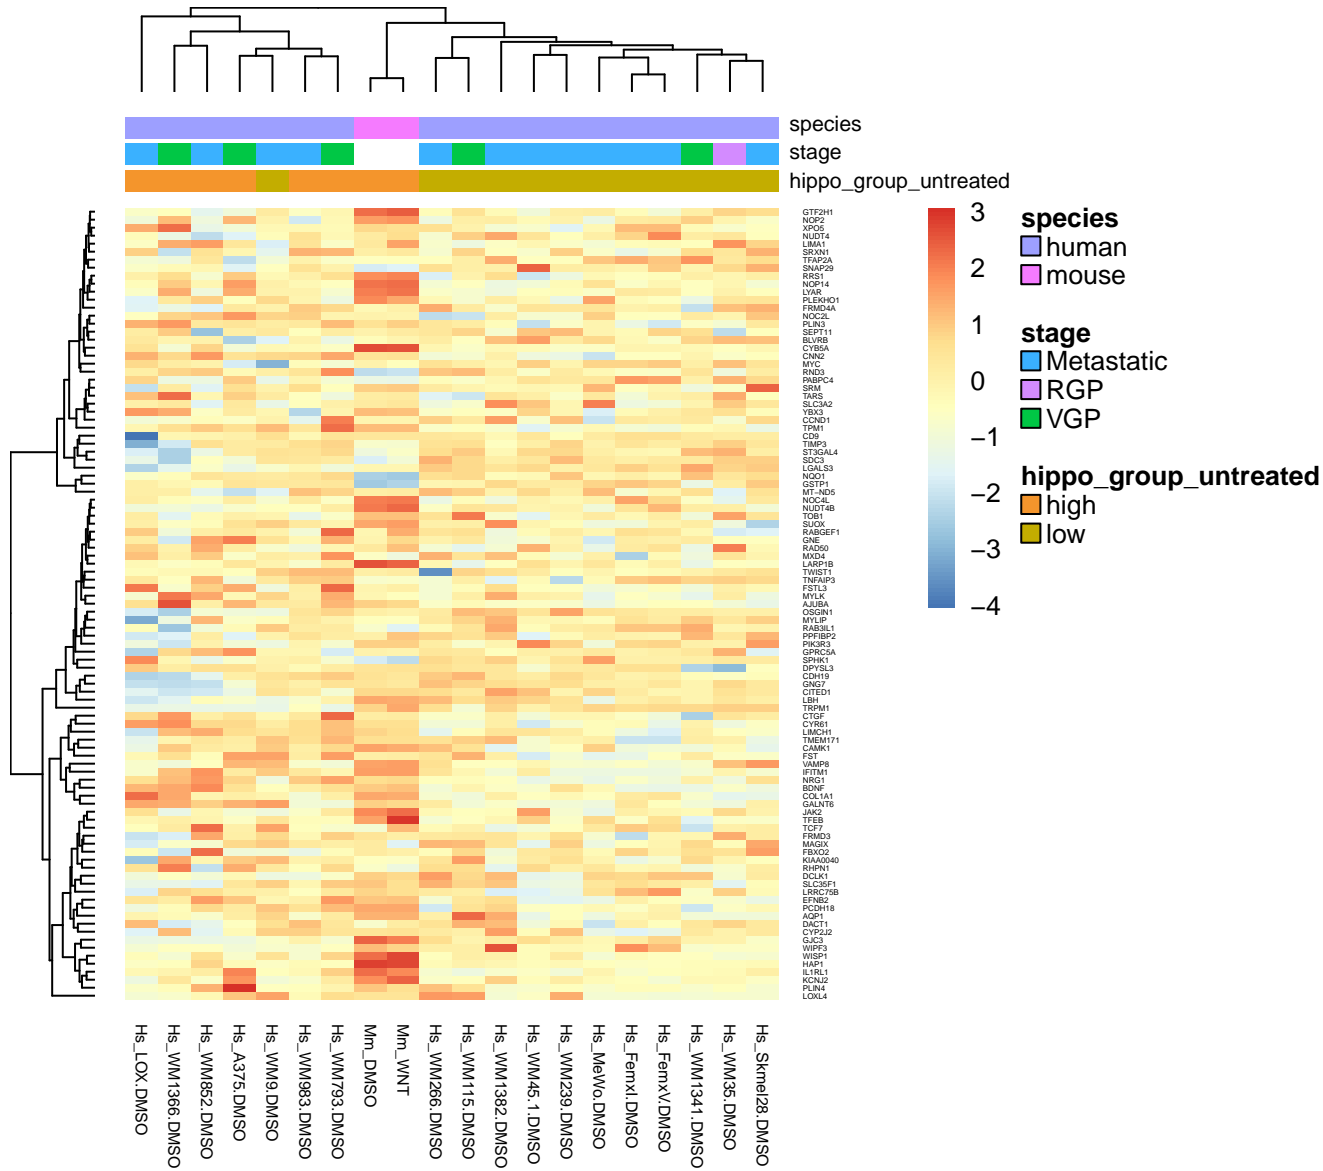 species
stage
hippo_group_untreated
GTF2H1
NOP2
XPO5
NUDT4
LIMA1
SRXN1
TFAP2A
SNAP29
RRS1
NOP14
LYAR
PLEKHO1
FRMD4A
NOC2L
PLIN3
SEPT11
BLVRB
CYB5A
CNN2
MYC
RND3
PABPC4
SRM
TARS
SLC3A2
YBX3
CCND1
TPM1
CD9
TIMP3
ST3GAL4
SDC3
LGALS3
NQO1
GSTP1
MT−ND5
NOC4L
NUDT4B
TOB1
SUOX
RABGEF1
GNE
RAD50
MXD4
LARP1B
TWIST1
TNFAIP3
FSTL3
MYLK
AJUBA
OSGIN1
MYLIP
RAB3IL1
PPFIBP2
PIK3R3
GPRC5A
SPHK1
DPYSL3
CDH19
GNG7
CITED1
LBH
TRPM1
CTGF
CYR61
LIMCH1
TMEM171
CAMK1
FST
VAMP8
IFITM1
NRG1
BDNF
COL1A1
GALNT6
JAK2
TFEB
TCF7
FRMD3
MAGIX
FBXO2
KIAA0040
RHPN1
DCLK1
SLC35F1
LRRC75B
EFNB2
PCDH18
AQP1
DACT1
CYP2J2
GJC3
WIPF3
WISP1
HAP1
IL1RL1
KCNJ2
PLIN4
LOXL4
Hs_LOX.DMSO
Hs_WM1366.DMSO
Hs_WM852.DMSO
Hs_A375.DMSO
Hs_WM9.DMSO
Hs_WM983.DMSO
Hs_WM793.DMSO
Mm_DMSO
Mm_WNT
Hs_WM266.DMSO
Hs_WM115.DMSO
Hs_WM1382.DMSO
Hs_WM45.1.DMSO
Hs_WM239.DMSO
Hs_MeWo.DMSO
Hs_FemxI.DMSO
Hs_FemxV.DMSO
Hs_WM1341.DMSO
Hs_WM35.DMSO
Hs_Skmel28.DMSO
3
2
1
0
−1
−2
−3
−4
species
human
mouse
stage
Metastatic
RGP
VGP
hippo_group_untreated
high
low